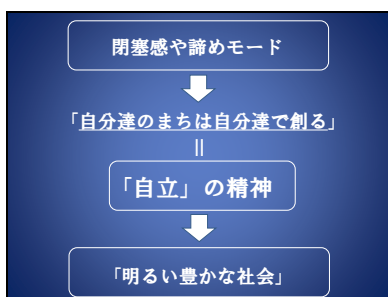 閉塞感や諦めモード
「自分達のまちは自分達で創る」
||
「自立」の精神
「明るい豊かな社会」